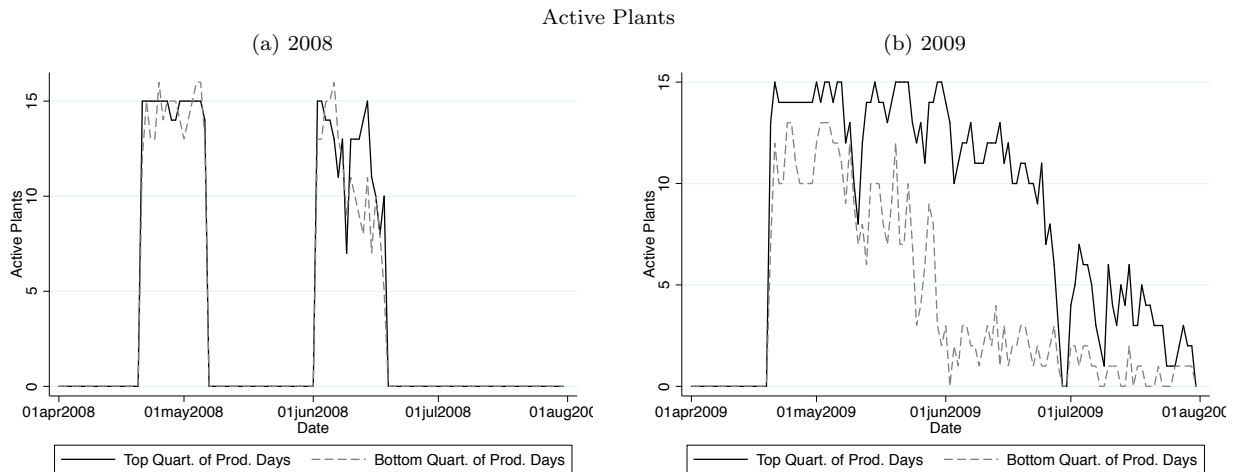 Active Plants
(a) 2008
Active Plants
15
10
5
0
01apr2008 01may2008 01jun2008 01jul2008 01aug20
Date
Top Quart. of Prod. Days Bottom Quart. of Prod. Days
(b) 2009
Active Plants
15
10
5
0
01apr2009 01may2009 01jun2009 01jul2009 01aug200
Date
Top Quart. of Prod. Days Bottom Quart. of Prod. Days